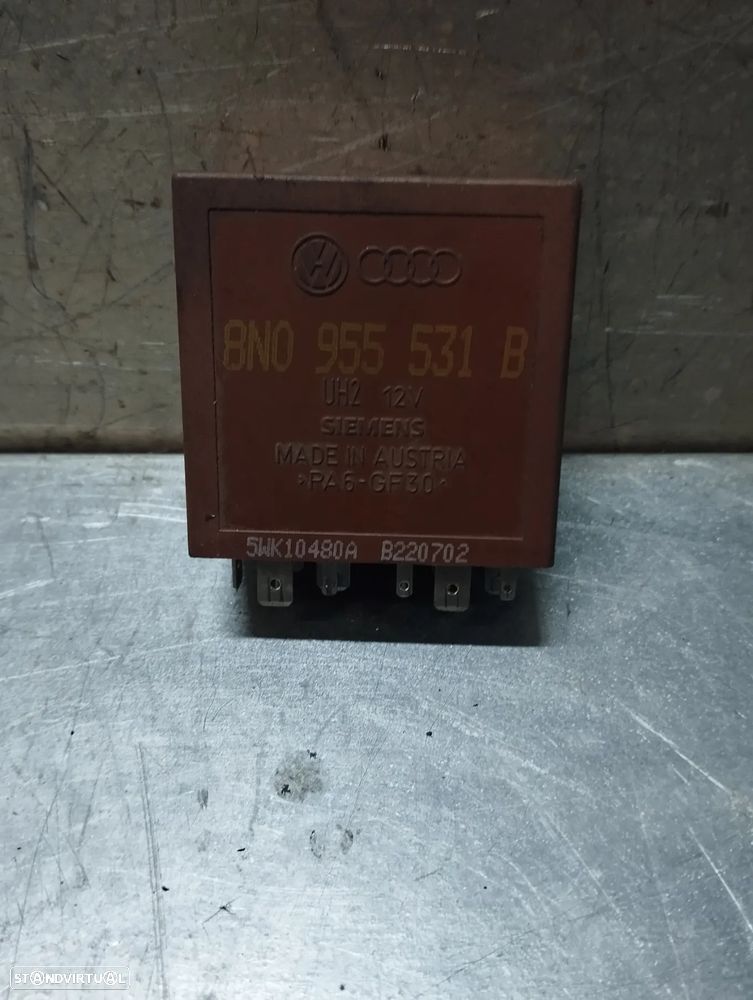 8N0 955 531 B
UH2 12V
SIEMENS
MADE IN AUSTRIA
>PA6-GF30<
5WK10480A B220702
STANDVIRTUAL